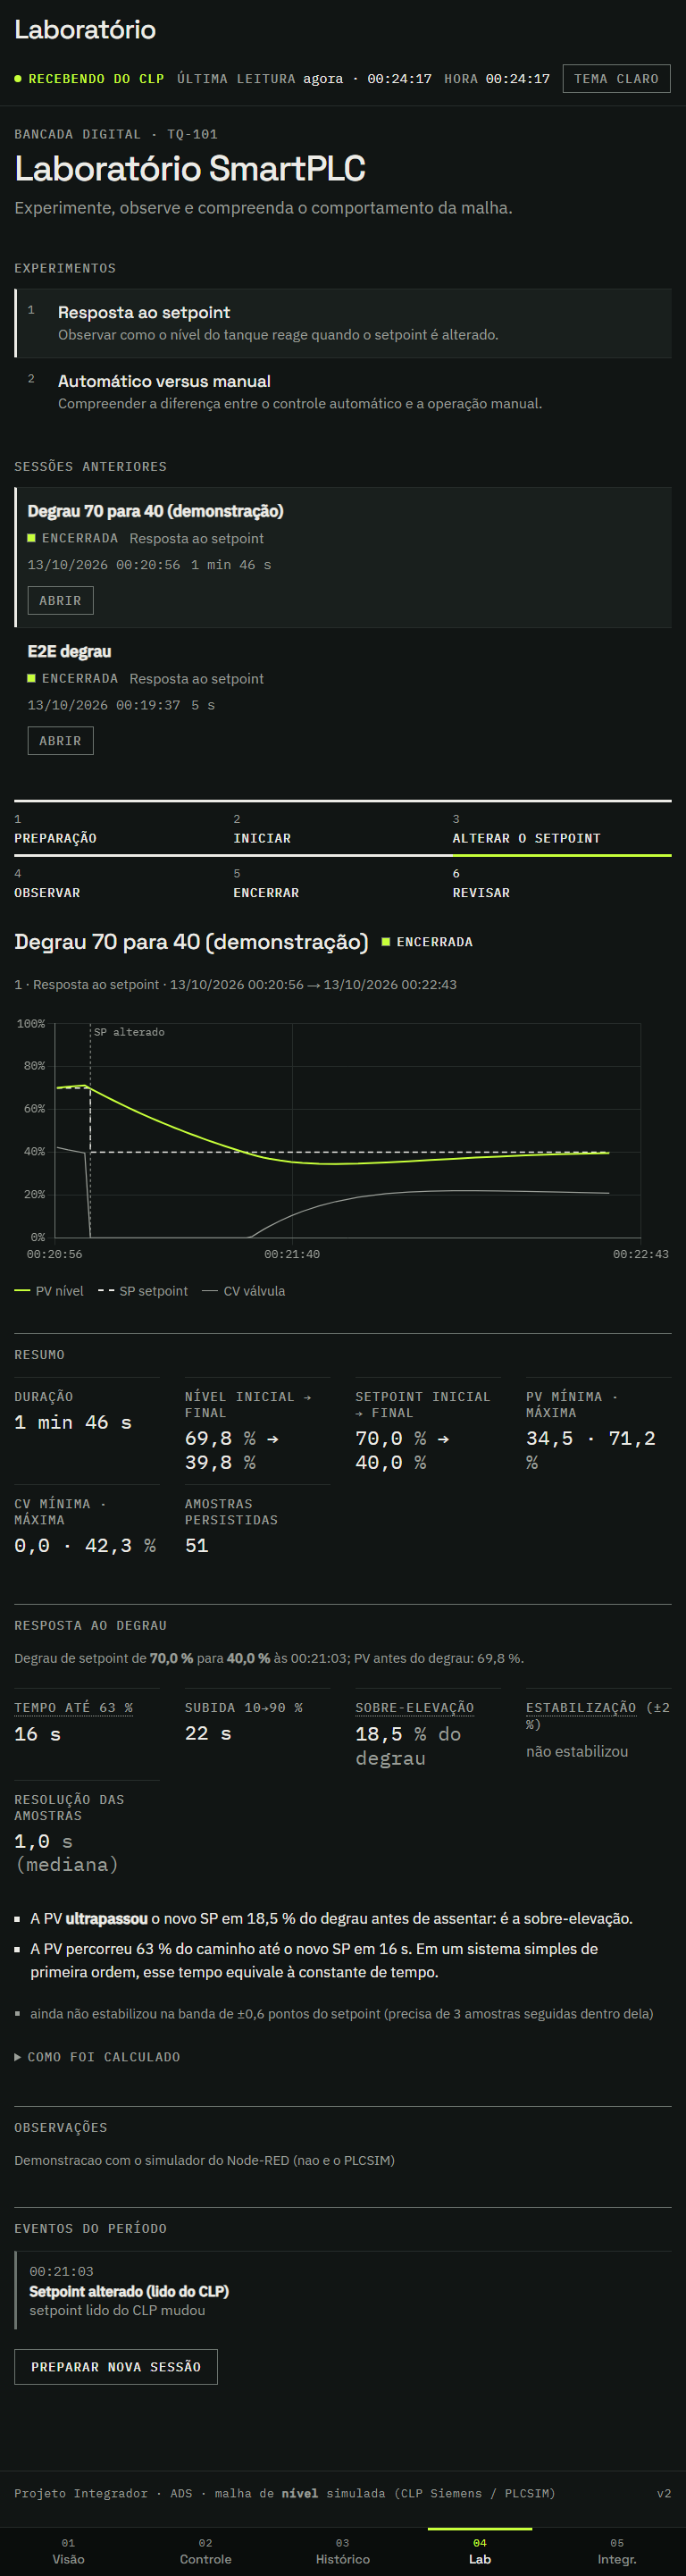 Laboratório
RECEBENDO DO CLP ÚLTIMA LEITURA agora · 00:24:17 HORA 00:24:17 TEMA CLARO
BANCADA DIGITAL · TQ-101
Laboratório SmartPLC
Experimente, observe e compreenda o comportamento da malha.
EXPERIMENTOS
1 Resposta ao setpoint
Observar como o nível do tanque reage quando o setpoint é alterado.
2 Automático versus manual
Compreender a diferença entre o controle automático e a operação manual.
SESSÕES ANTERIORES
Degrau 70 para 40 (demonstração)
ENCERRADA Resposta ao setpoint
13/10/2026 00:20:56 1 min 46 s
ABRIR
E2E degrau
ENCERRADA Resposta ao setpoint
13/10/2026 00:19:37 5 s
ABRIR
1 2 3
PREPARAÇÃO INICIAR ALTERAR O SETPOINT
4 5 6
OBSERVAR ENCERRAR REVISAR
Degrau 70 para 40 (demonstração) ENCERRADA
1 · Resposta ao setpoint · 13/10/2026 00:20:56 → 13/10/2026 00:22:43
100%
SP alterado
80%
60%
40%
20%
0%
00:20:56 00:21:40 00:22:43
PV nível SP setpoint CV válvula
RESUMO
DURAÇÃO
1 min 46 s
NÍVEL INICIAL →
FINAL
69,8 % →
39,8 %
SETPOINT INICIAL
→ FINAL
70,0 % →
40,0 %
PV MÍNIMA ·
MÁXIMA
34,5 · 71,2
%
CV MÍNIMA ·
MÁXIMA
0,0 · 42,3 %
AMOSTRAS
PERSISTIDAS
51
RESPOSTA AO DEGRAU
Degrau de setpoint de 70,0 % para 40,0 % às 00:21:03; PV antes do degrau: 69,8 %.
TEMPO ATÉ 63 %
16 s
SUBIDA 10→90 %
22 s
SOBRE-ELEVAÇÃO
18,5 % do
degrau
ESTABILIZAÇÃO (±2
%)
não estabilizou
RESOLUÇÃO DAS
AMOSTRAS
1,0 s
(mediana)
A PV ultrapassou o novo SP em 18,5 % do degrau antes de assentar: é a sobre-elevação.
A PV percorreu 63 % do caminho até o novo SP em 16 s. Em um sistema simples de
primeira ordem, esse tempo equivale à constante de tempo.
ainda não estabilizou na banda de ±0,6 pontos do setpoint (precisa de 3 amostras seguidas dentro dela)
COMO FOI CALCULADO
OBSERVAÇÕES
Demonstracao com o simulador do Node-RED (nao e o PLCSIM)
EVENTOS DO PERÍODO
00:21:03
Setpoint alterado (lido do CLP)
setpoint lido do CLP mudou
PREPARAR NOVA SESSÃO
Projeto Integrador · ADS · malha de nível simulada (CLP Siemens / PLCSIM) v2
01 02 03 04 05
Visão Controle Histórico Lab Integr.